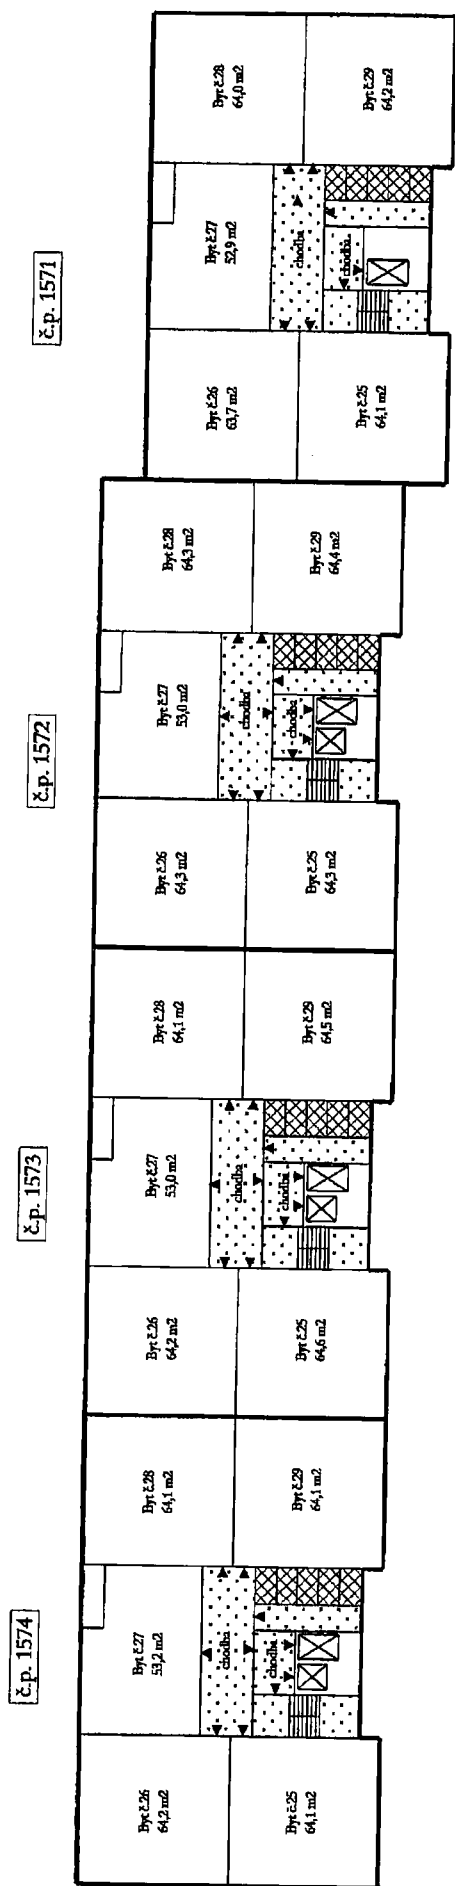 č.p. 1574
Byt č.26
64,2 m2
Byt č.25
64,1 m2
Byt č.27
53,2 m2
chodba
chodba
Byt č.28
64,1 m2
Byt č.29
64,1 m2
č.p. 1573
Byt č.26
64,2 m2
Byt č.25
64,6 m2
Byt č.27
53,0 m2
chodba
chodba
Byt č.28
64,1 m2
Byt č.29
64,5 m2
č.p. 1572
Byt č.26
64,3 m2
Byt č.25
64,3 m2
Byt č.27
53,0 m2
chodba
chodba
Byt č.28
64,3 m2
Byt č.29
64,4 m2
č.p. 1571
Byt č.26
63,7 m2
Byt č.25
64,1 m2
Byt č.27
52,9 m2
chodba
chodba
Byt č.28
64,0 m2
Byt č.29
64,2 m2